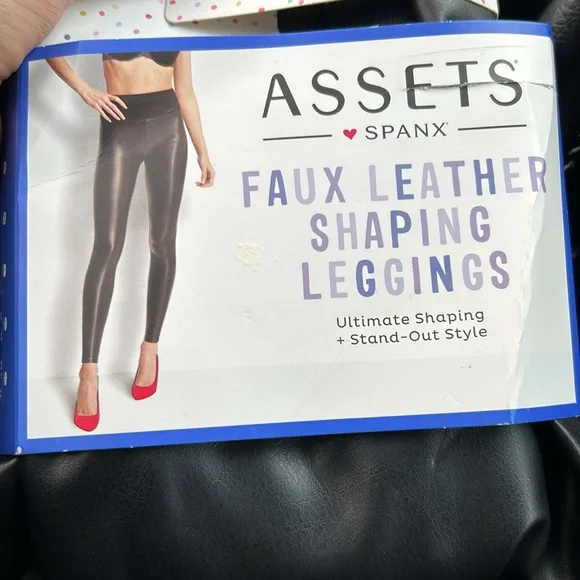 ASSETS
SPANX
FAUX LEATHER
SHAPING
LEGGINGS
Ultimate Shaping
+ Stand-Out Style